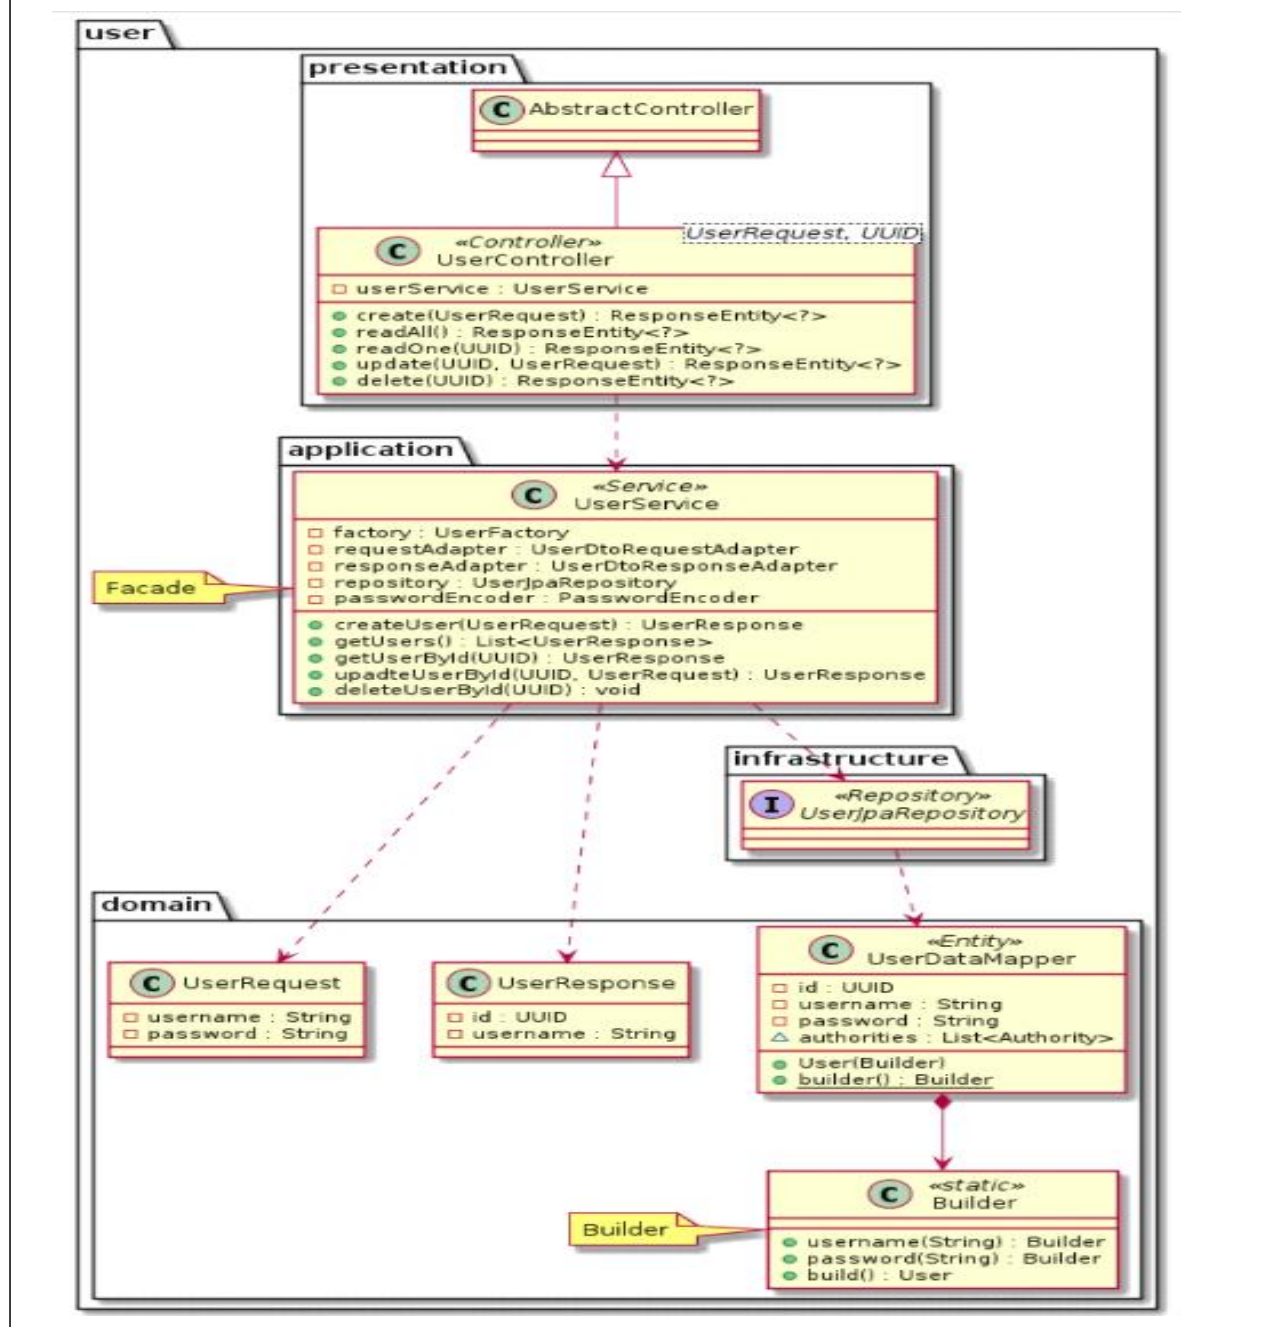 user
presentation
C AbstractController
UserRequest, UUID
«Controller»
C UserController
userService : UserService
create(UserRequest) : ResponseEntity<?>
readAll() : ResponseEntity<?>
readOne(UUID) : ResponseEntity<?>
update(UUID, UserRequest) : ResponseEntity<?>
delete(UUID) : ResponseEntity<?>
application
«Service»
C UserService
factory : UserFactory
requestAdapter : UserDtoRequestAdapter
responseAdapter : UserDtoResponseAdapter
repository : UserJpaRepository
passwordEncoder : PasswordEncoder
Facade
createUser(UserRequest) : UserResponse
getUsers() : List<UserResponse>
getUserById(UUID) : UserResponse
upadteUserById(UUID, UserRequest) : UserResponse
deleteUserById(UUID) : void
infrastructure
«Repository»
I UserJpaRepository
domain
C UserRequest
username : String
password : String
C UserResponse
id : UUID
username : String
«Entity»
C UserDataMapper
id : UUID
username : String
password : String
authorities : List<Authority>
User(Builder)
builder() : Builder
«static»
C Builder
Builder
username(String) : Builder
password(String) : Builder
build() : User